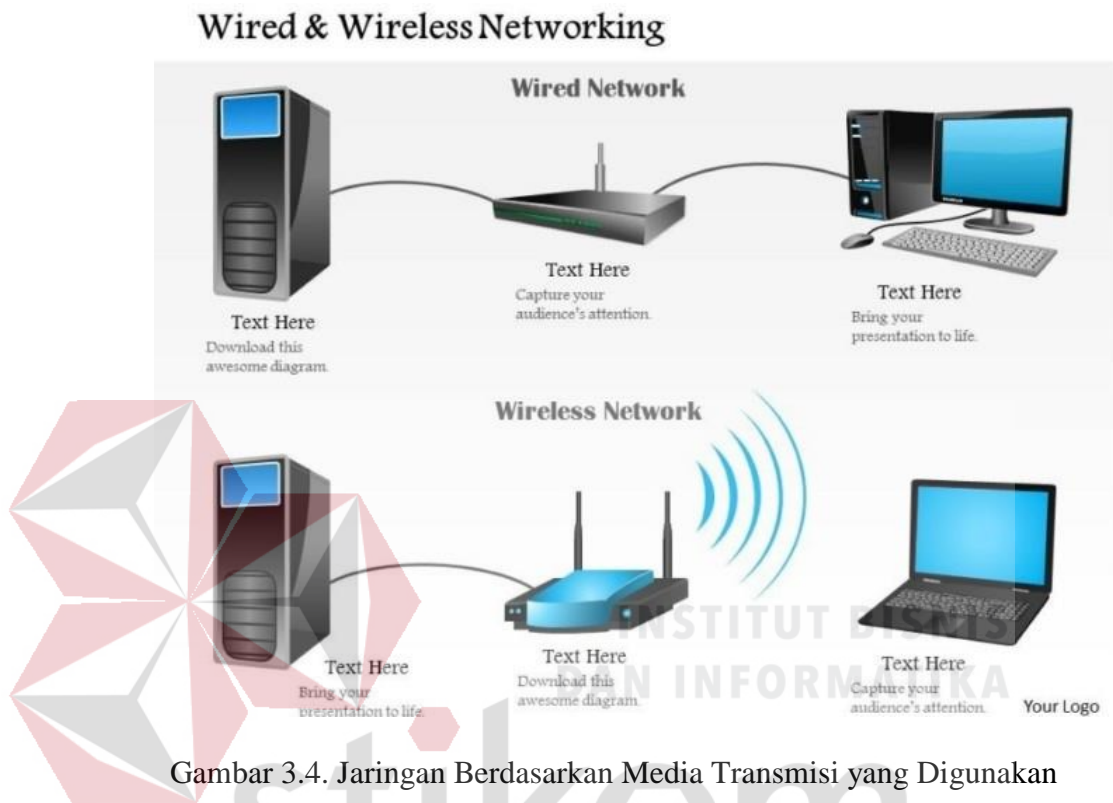 Wired & Wireless Networking
Wired Network
Text Here
Capture your
audience's attention.
Text Here
Bring your
presentation to life.
Text Here
Download this
awesome diagram.
Wireless Network
INSTITUT BISNIS
DAN INFORMATIKA
Text Here
Bring your
presentation to life.
Text Here
Download this
awesome diagram.
Text Here
Capture your
audience's attention.
Your Logo
Gambar 3.4. Jaringan Berdasarkan Media Transmisi yang Digunakan
stikom